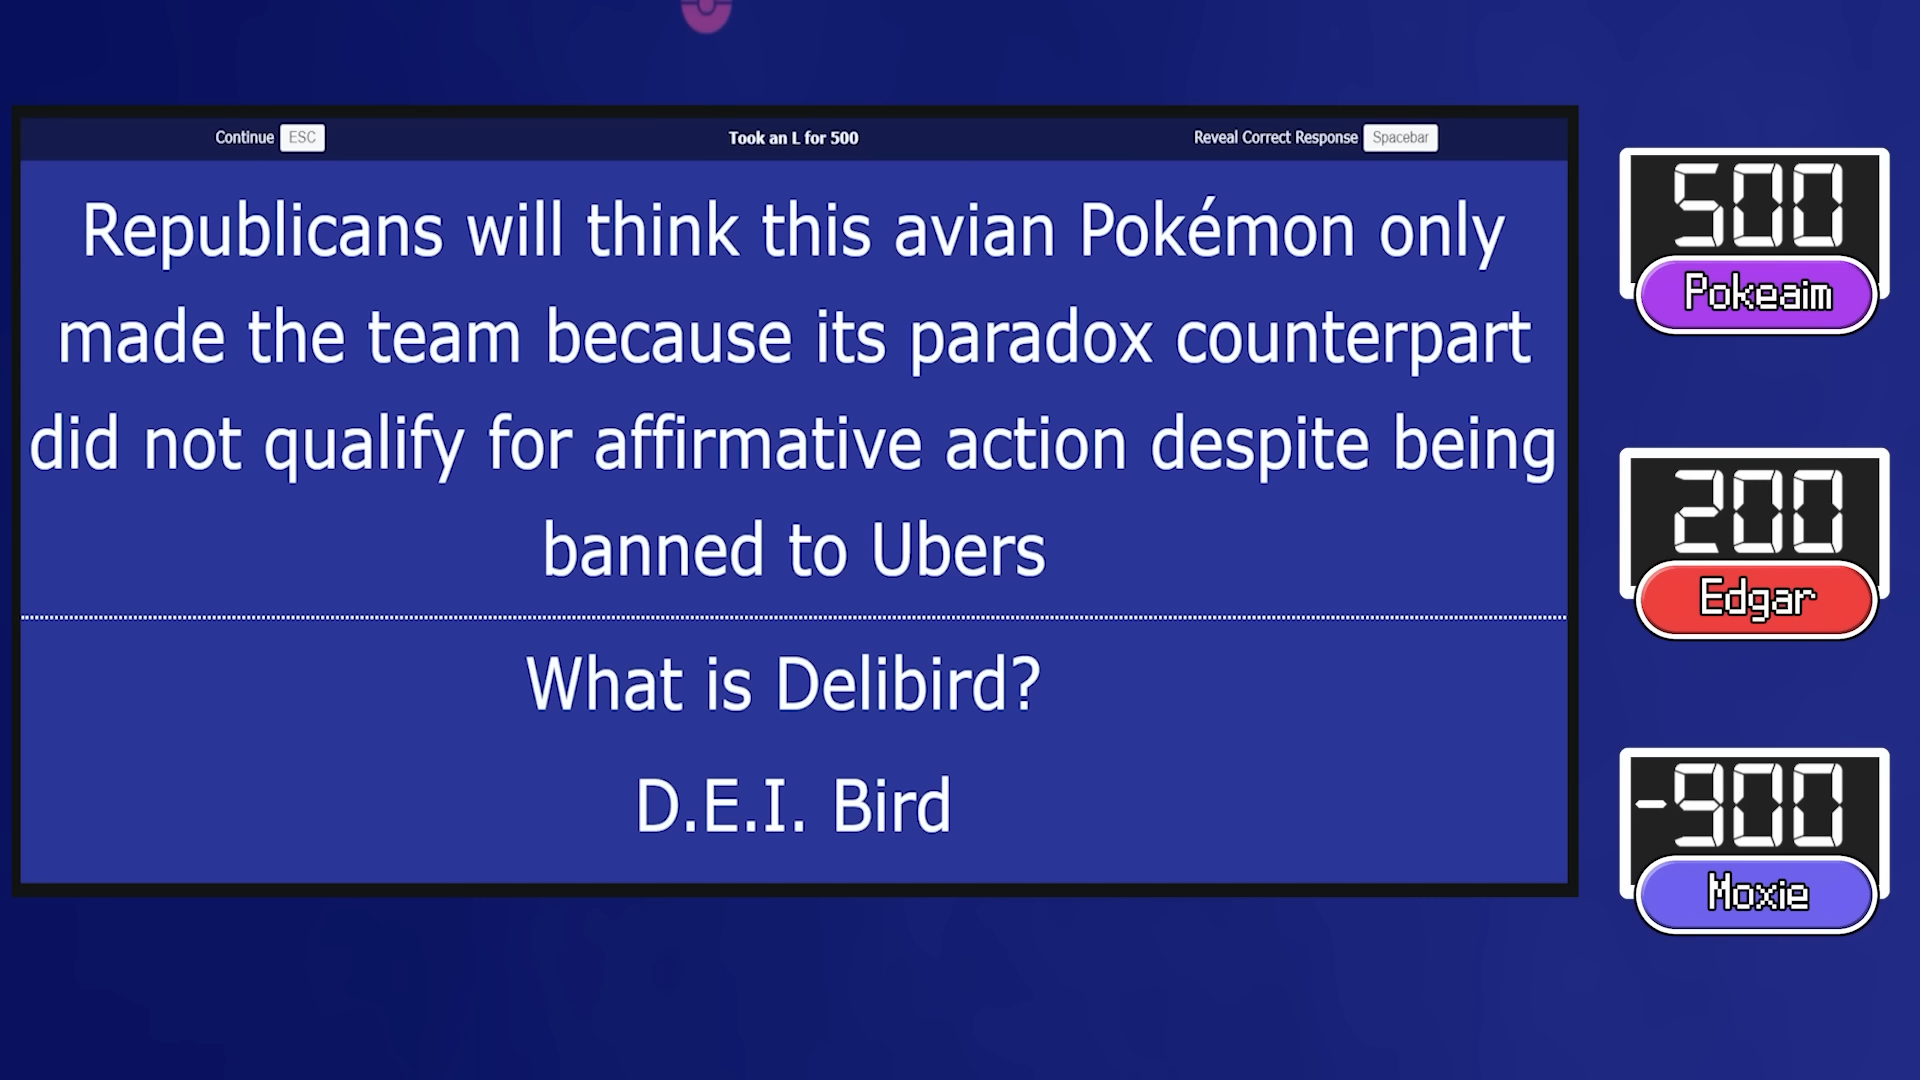 Continue ESC
Took an L for 500
Reveal Correct Response Spacebar
Republicans will think this avian Pokémon only
made the team because its paradox counterpart
did not qualify for affirmative action despite being
banned to Ubers
What is Delibird?
D.E.I. Bird
500
Pokeaim
200
Edgar
-900
Moxie